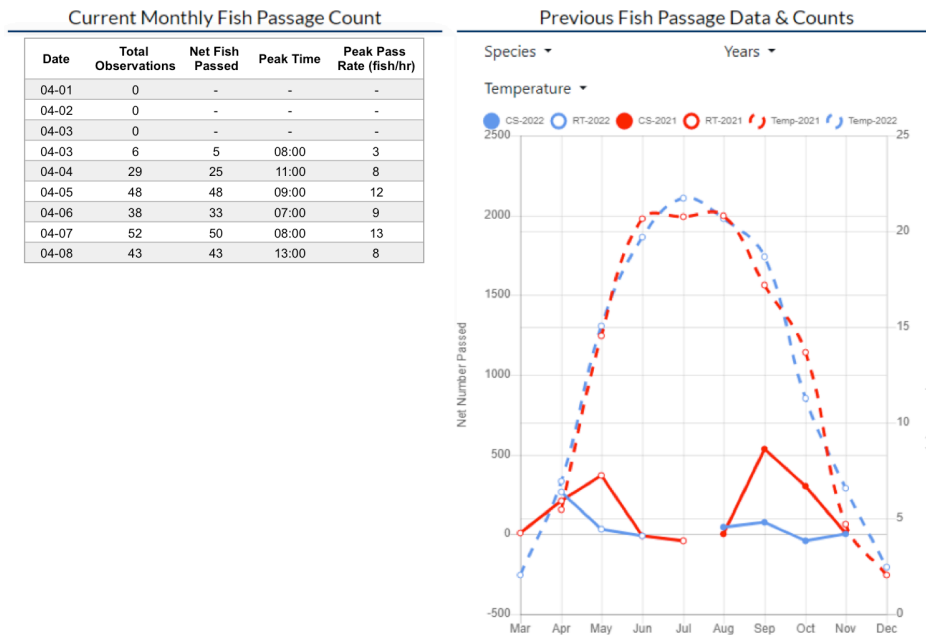 Current Monthly Fish Passage Count
Date Total Observations Net Fish Passed Peak Time Peak Pass Rate (fish/hr)
04-01 0 - - -
04-02 0 - - -
04-03 0 - - -
04-03 6 5 08:00 3
04-04 29 25 11:00 8
04-05 48 48 09:00 12
04-06 38 33 07:00 9
04-07 52 50 08:00 13
04-08 43 43 13:00 8
Previous Fish Passage Data & Counts
Species Years
Temperature
CS-2022 RT-2022 CS-2021 RT-2021 Temp-2021 Temp-2022
2500 25
2000 20
1500 15
1000 10
500 5
0
-500 0
Net Number Passed
Mar Apr May Jun Jul Aug Sep Oct Nov Dec